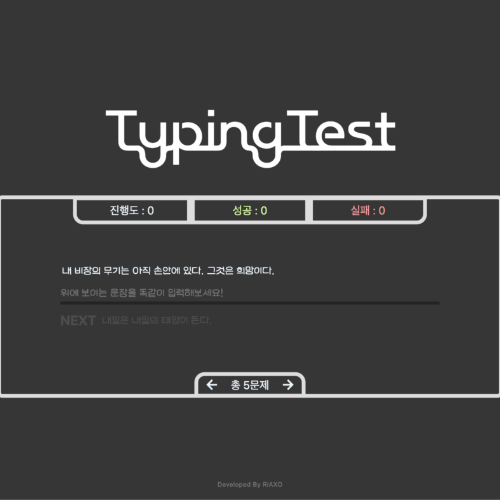 TypingTest
진행도 : 0
성공 : 0
실패 : 0
내 비장의 무기는 아직 손안에 있다. 그것은 희망이다.
위에 보이는 문장을 똑같이 입력해보세요!
NEXT 내일은 내일의 태양이 뜬다.
총 5문제
Developed By RiAXO